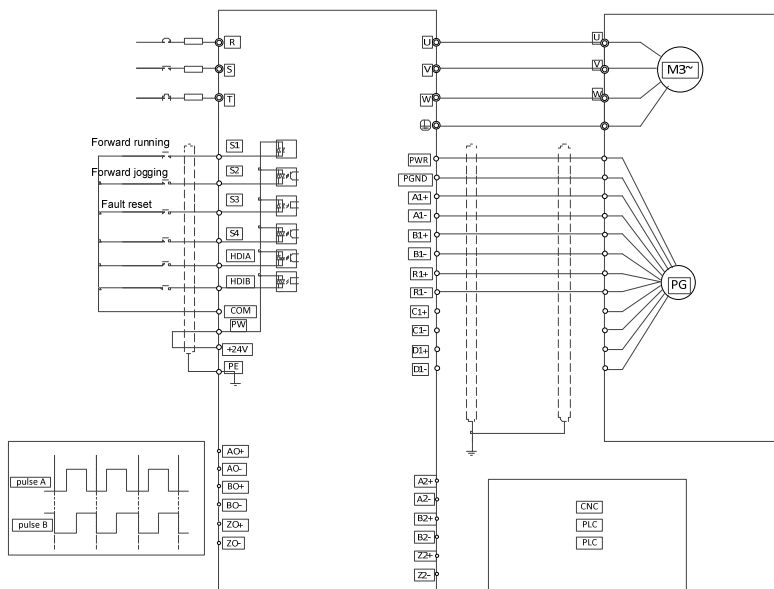 R
S
T
U
V
W
U
V
W
M3~
Forward running
Forward jogging
Fault reset
S1
S2
S3
S4
HDIA
HDIB
COM
PW
+24V
PE
PWR
PGND
A1+
A1-
B1+
B1-
R1+
R1-
C1+
C1-
D1+
D1-
PG
pulse A
pulse B
AO+
AO-
BO+
BO-
ZO+
ZO-
A2+
A2-
B2+
B2-
Z2+
Z2-
CNC
PLC
PLC